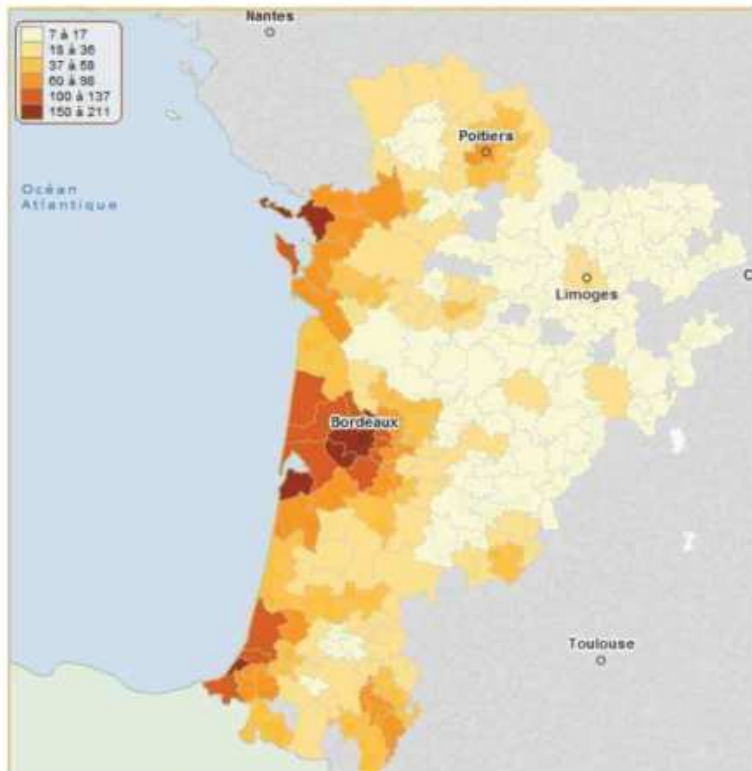 Nantes
7 à 17
18 à 36
37 à 58
60 à 98
100 à 137
150 à 211
Poitiers
Océan
Atlantique
Limoges
Bordeaux
Toulouse